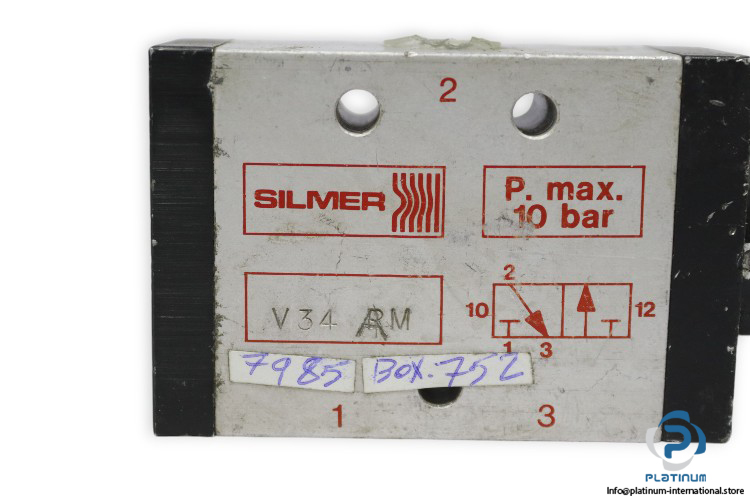 2
SILMER
P. max.
10 bar
V34 M
2
10
12
1 3
7985
BOX.752
1
3
PLATINUM
Info@platinum-international.store